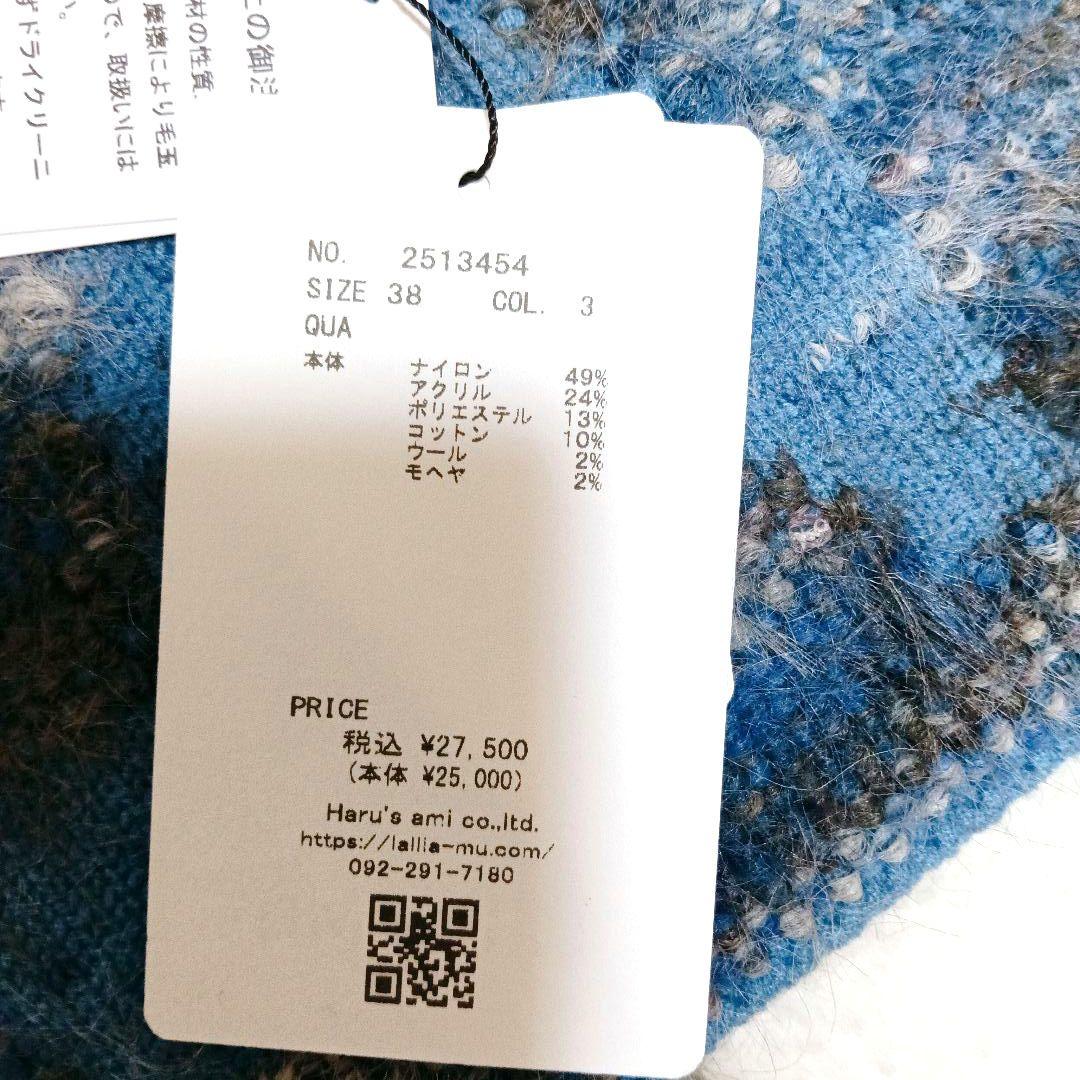 この御注
材の性質
摩擦により毛玉
ので、取扱いには
い。
ずドライクリーニ
NO. 2513454
SIZE 38 COL. 3
QUA
本体 ナイロン 49%
アクリル 24%
ポリエステル 13%
コットン 10%
ウール 2%
モヘヤ 2%
PRICE
税込 ¥27,500
(本体 ¥25,000)
Haru's ami co.,ltd.
https://lallia-mu.com/
092-291-7180